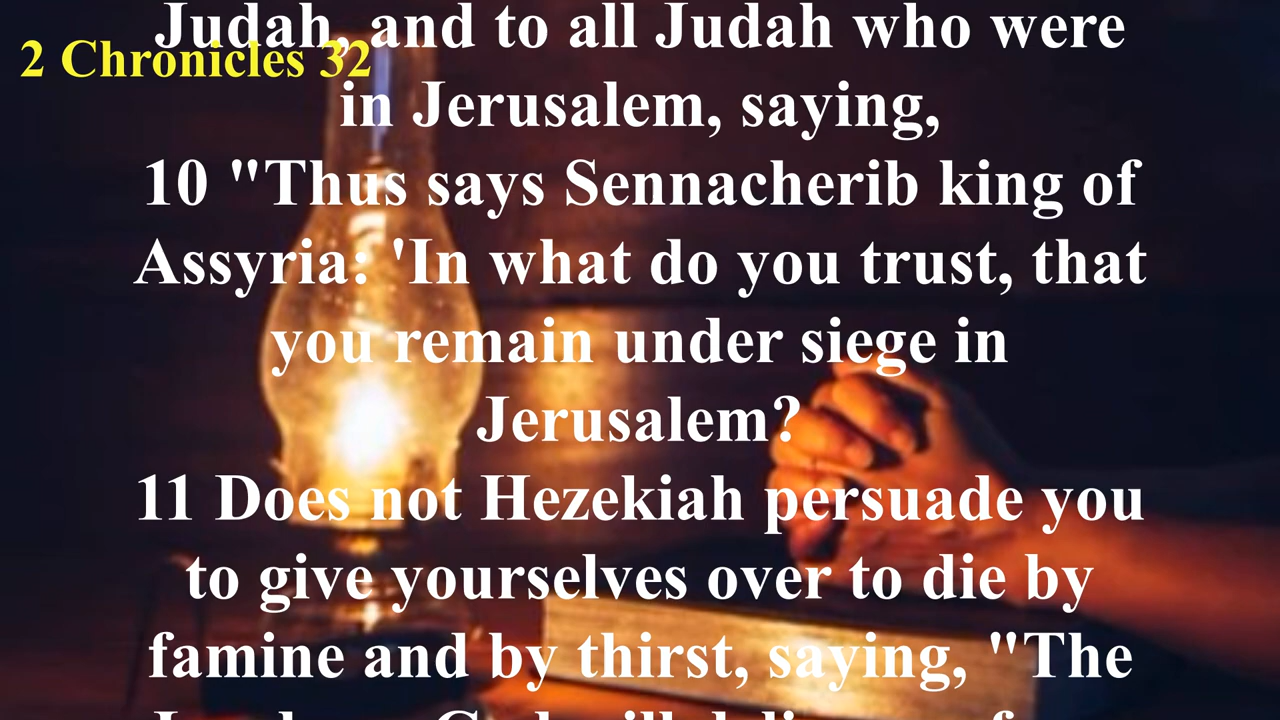 Judah, and to all Judah who were
2 Chronicles 32
in Jerusalem, saying,
10 "Thus says Sennacherib king of
Assyria: 'In what do you trust, that
you remain under siege in
Jerusalem?
11 Does not Hezekiah persuade you
to give yourselves over to die by
famine and by thirst, saying, "The